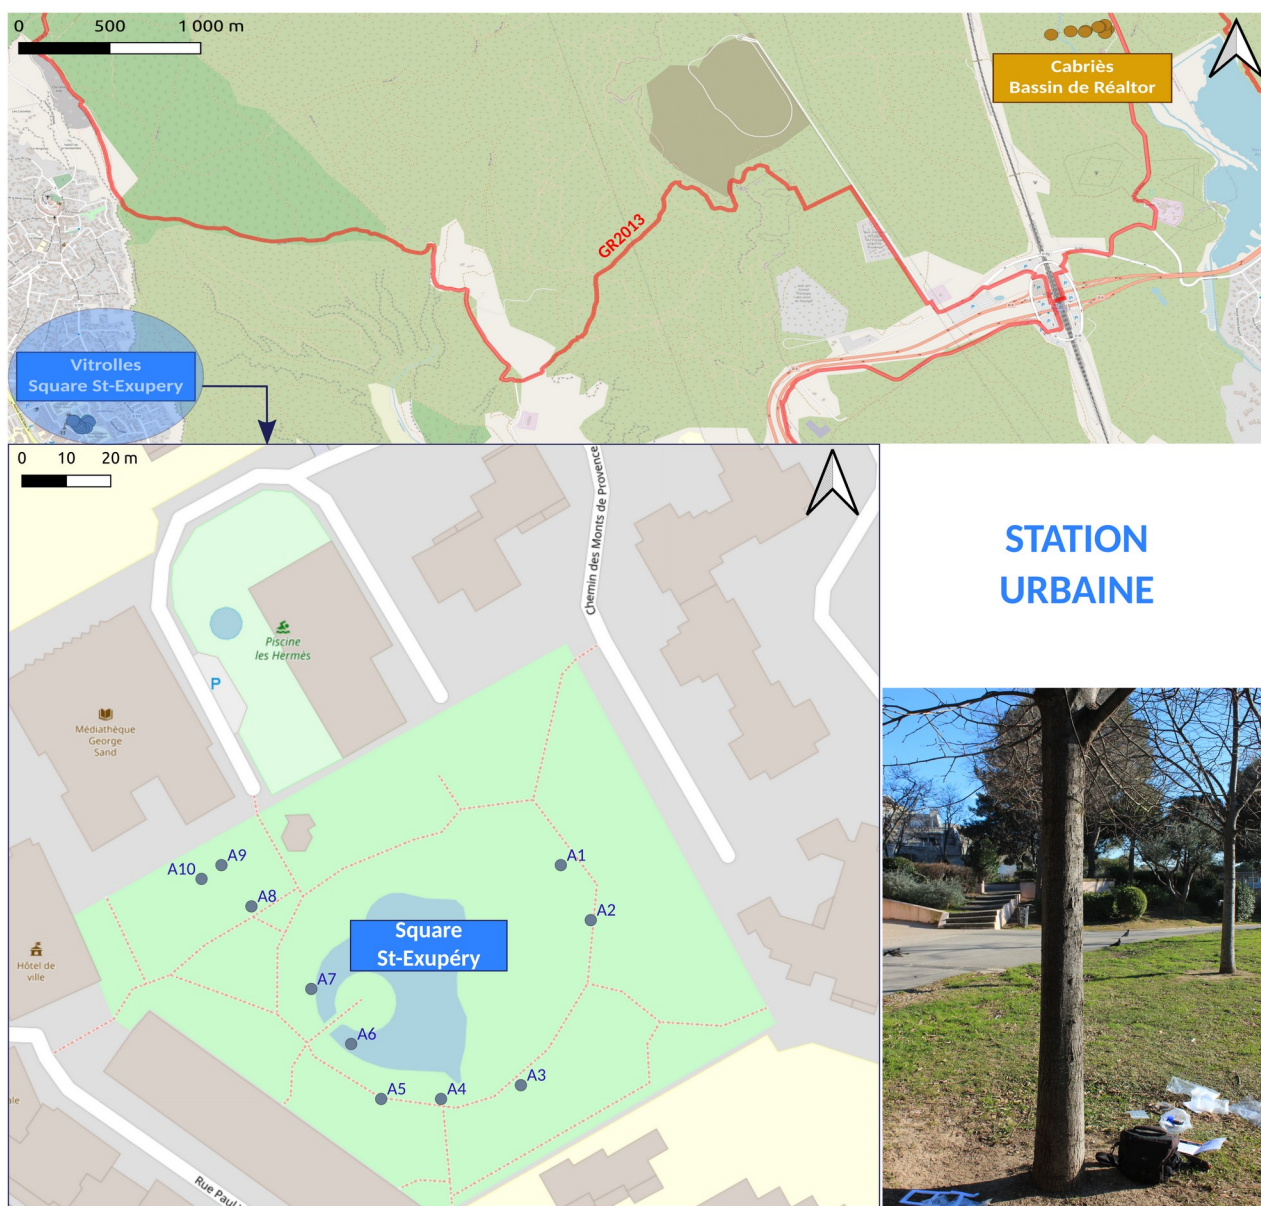 0 500 1 000 m
Cabriès
Bassin de Réaltor
GR2013
Vitrolles
Square St-Exupery
0 10 20 m
Chemin des Monts de Provence
STATION
URBAINE
Piscine
les Hermès
P
Médiathèque
George
Sand
A1
A9
A10
A8
A2
Square
St-Exupéry
Hôtel de
ville
A7
A6
A3
A5
A4
Rue Paul